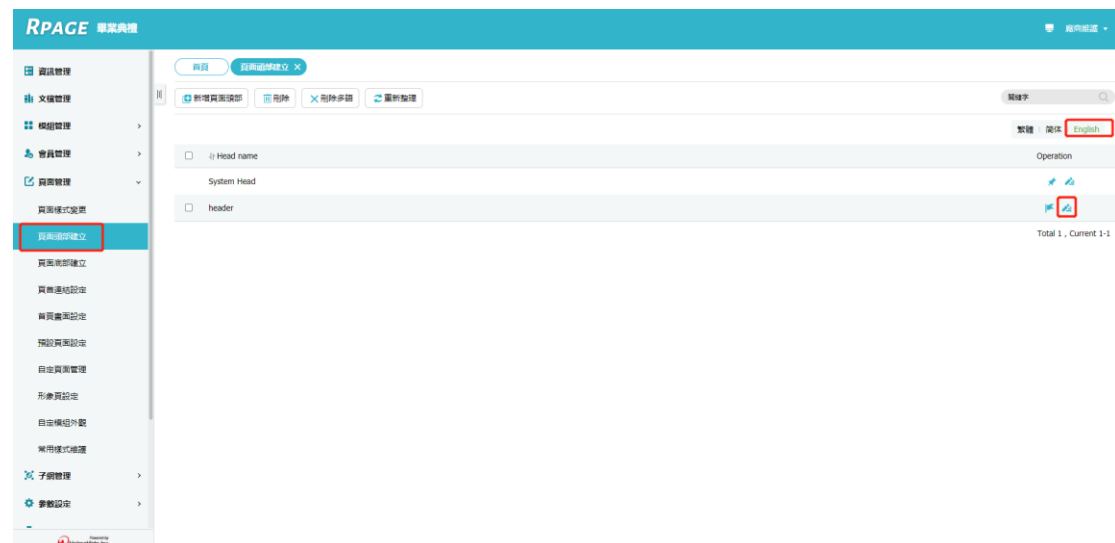 RPAGE 畢業典禮
廠商維護
資訊管理
文檔管理
模組管理
會員管理
頁面管理
頁面樣式變更
頁面頭部建立
頁面底部建立
頁首連結設定
首頁畫面設定
預設頁面設定
自定頁面管理
形象頁設定
自定模組外觀
常用樣式維護
子網管理
參數設定
首頁
頁面頭部建立
新增頁面頭部
刪除
刪除多語
重新整理
關鍵字
繁體
简体
English
Head name
Operation
System Head
header
Total 1 , Current 1-1
Powered by